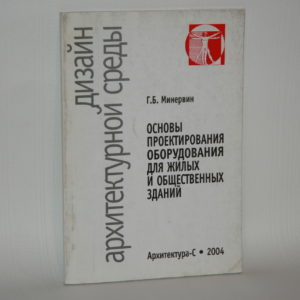 дизайн
архитектурной среды
Г.Б. Минервин
ОСНОВЫ
ПРОЕКТИРОВАНИЯ
ОБОРУДОВАНИЯ
ДЛЯ ЖИЛЫХ
И ОБЩЕСТВЕННЫХ
ЗДАНИЙ
Архитектура-С • 2004